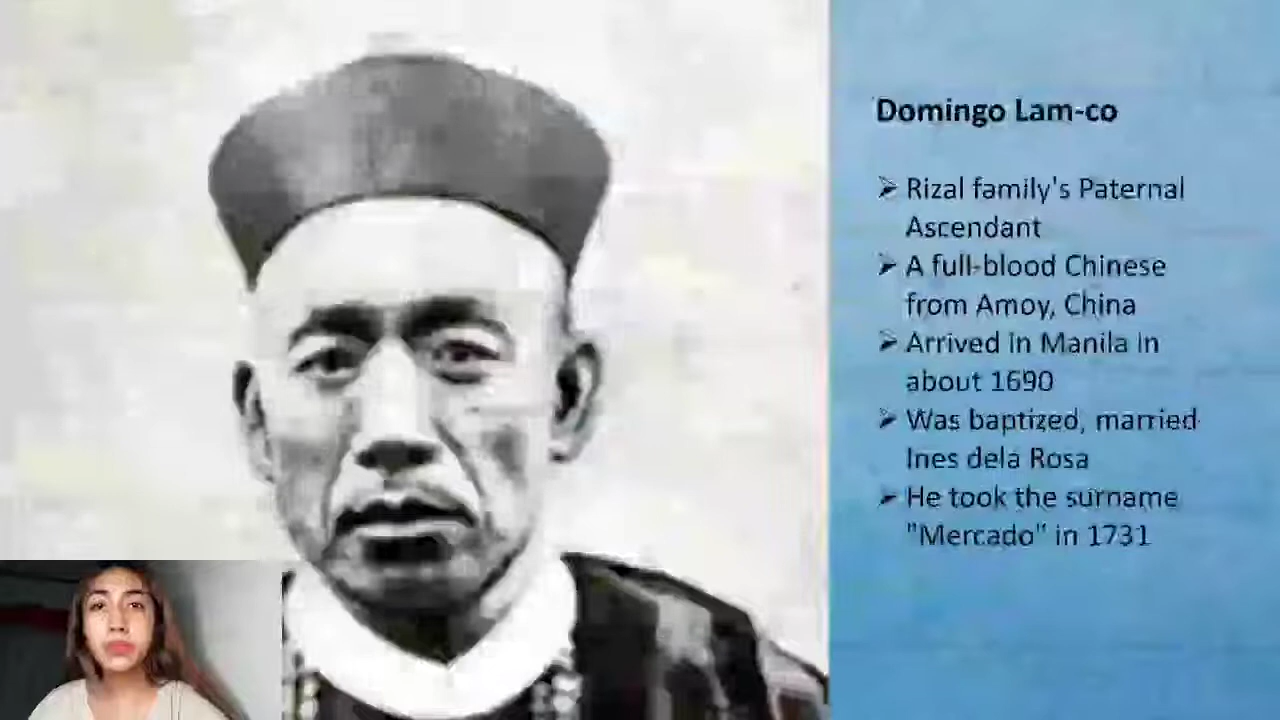 Domingo Lam-co
➢ Rizal family's Paternal
Ascendant
➢ A full-blood Chinese
from Amoy, China
➢ Arrived in Manila in
about 1690
➢ Was baptized, married
Ines dela Rosa
➢ He took the surname
"Mercado" in 1731